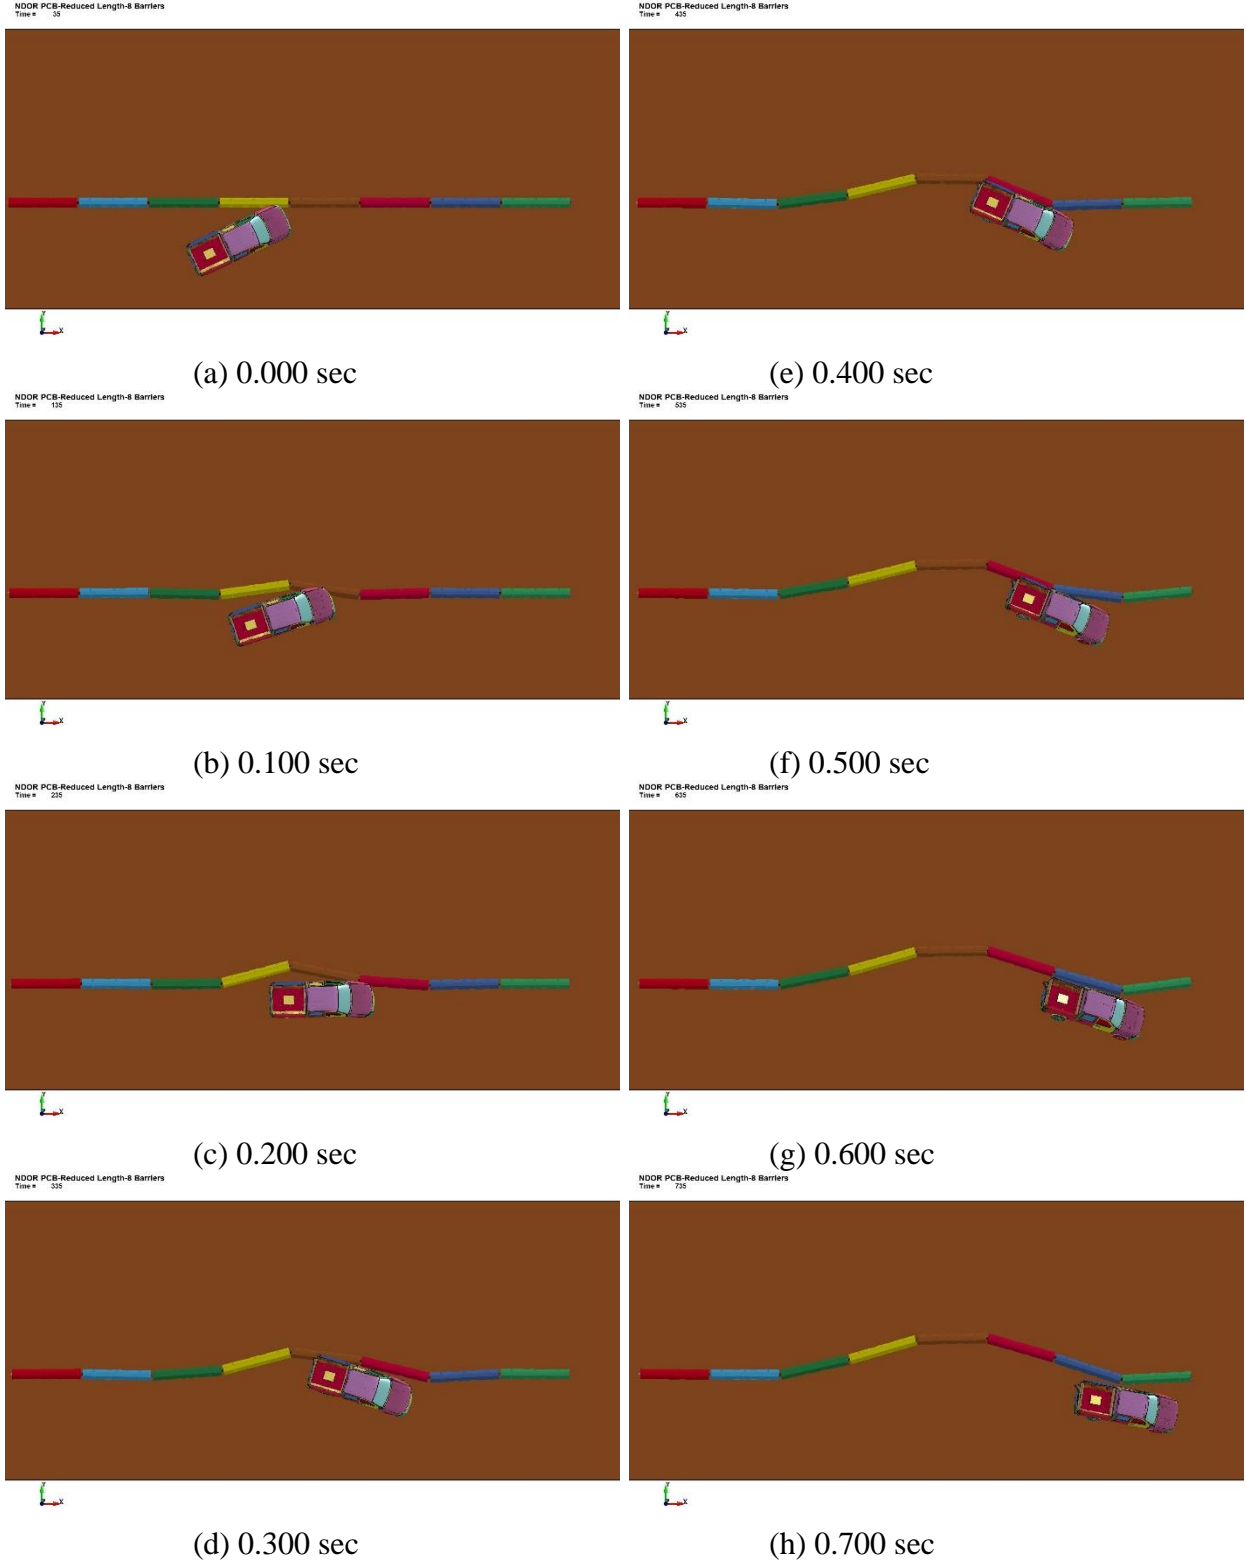 NDOR PCB-Reduced Length-8 Barriers
Time = 35
(a) 0.000 sec
NDOR PCB-Reduced Length-8 Barriers
Time = 135
(b) 0.100 sec
NDOR PCB-Reduced Length-8 Barriers
Time = 235
(c) 0.200 sec
NDOR PCB-Reduced Length-8 Barriers
Time = 335
(d) 0.300 sec
NDOR PCB-Reduced Length-8 Barriers
Time = 435
(e) 0.400 sec
NDOR PCB-Reduced Length-8 Barriers
Time = 535
(f) 0.500 sec
NDOR PCB-Reduced Length-8 Barriers
Time = 635
(g) 0.600 sec
NDOR PCB-Reduced Length-8 Barriers
Time = 735
(h) 0.700 sec